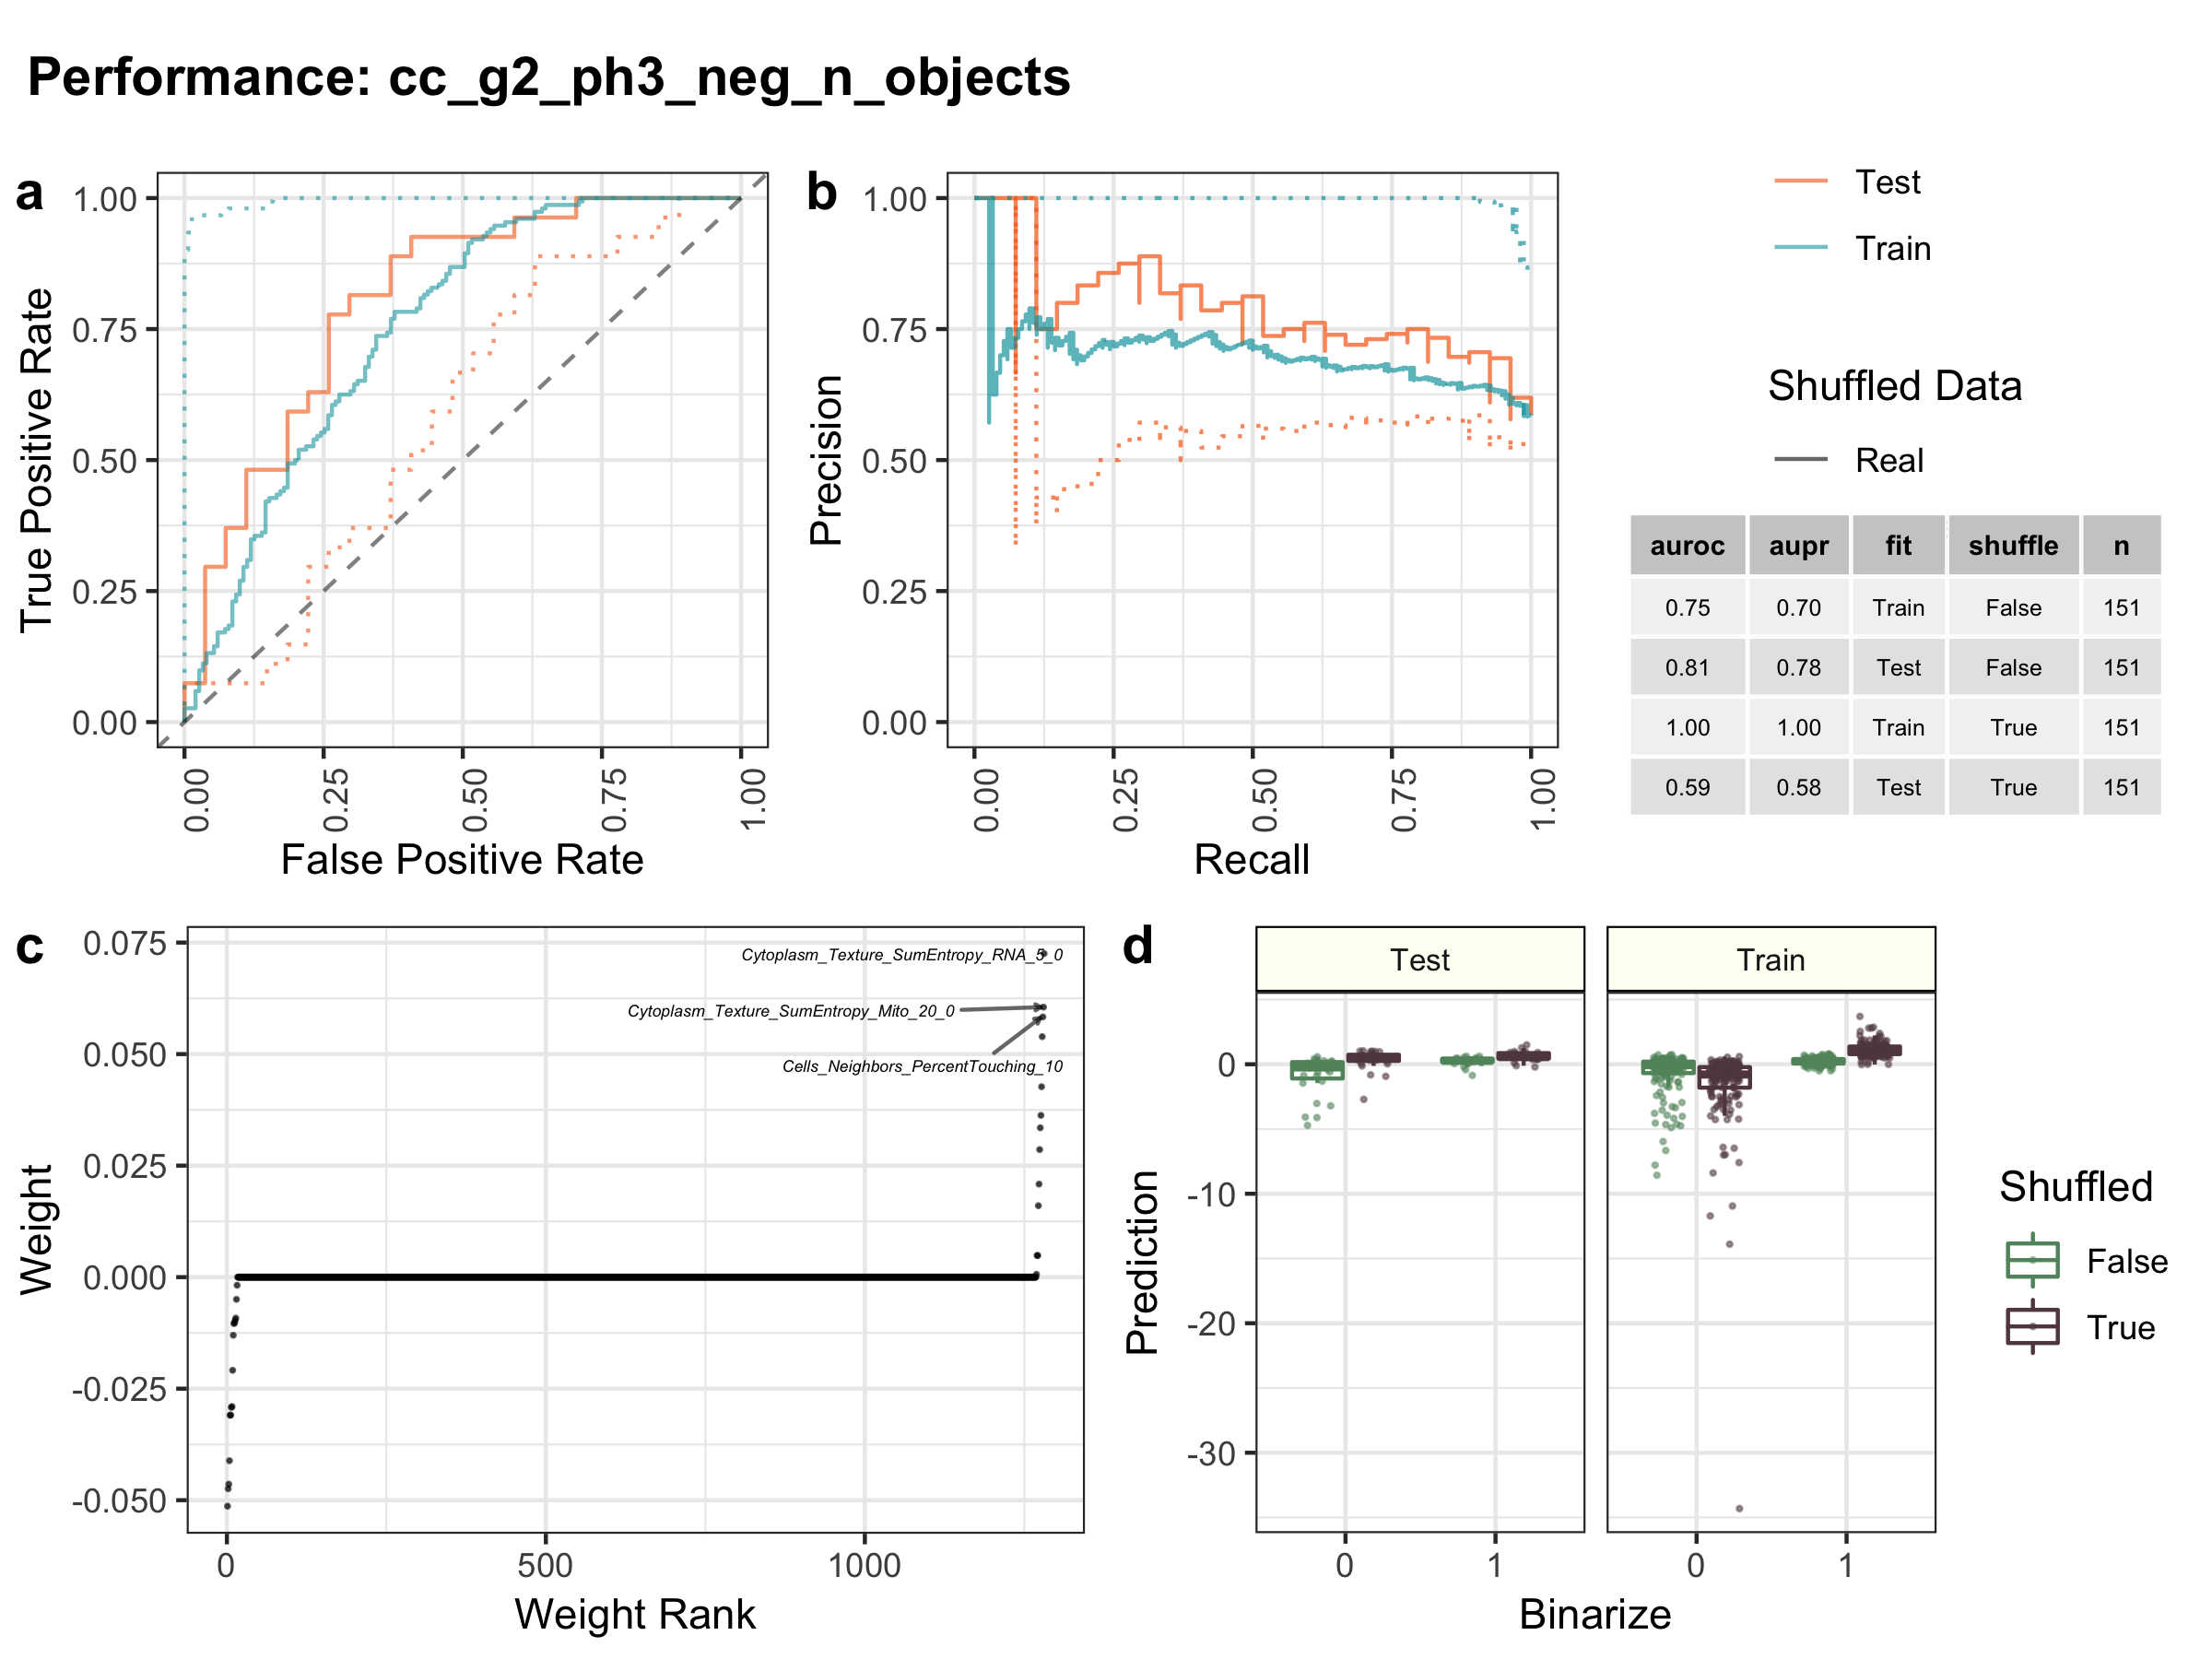 Performance: cc_g2_ph3_neg_n_objects
a
1.00
0.75
0.50
0.25
0.00
True Positive Rate
0.00
0.25
0.50
0.75
1.00
False Positive Rate
b
1.00
0.75
0.50
0.25
0.00
Precision
0.00
0.25
0.50
0.75
1.00
Recall
Test
Train
Shuffled Data
Real
auroc aupr fit shuffle n
0.75 0.70 Train False 151
0.81 0.78 Test False 151
1.00 1.00 Train True 151
0.59 0.58 Test True 151
c
0.075
0.050
0.025
0.000
-0.025
-0.050
Weight
Cytoplasm_Texture_SumEntropy_RNA_5_0
Cytoplasm_Texture_SumEntropy_Mito_20_0
Cells_Neighbors_PercentTouching_10
0
500
1000
Weight Rank
d
Test
Train
0
-10
-20
-30
Prediction
0
1
0
1
Binarize
Shuffled
False
True